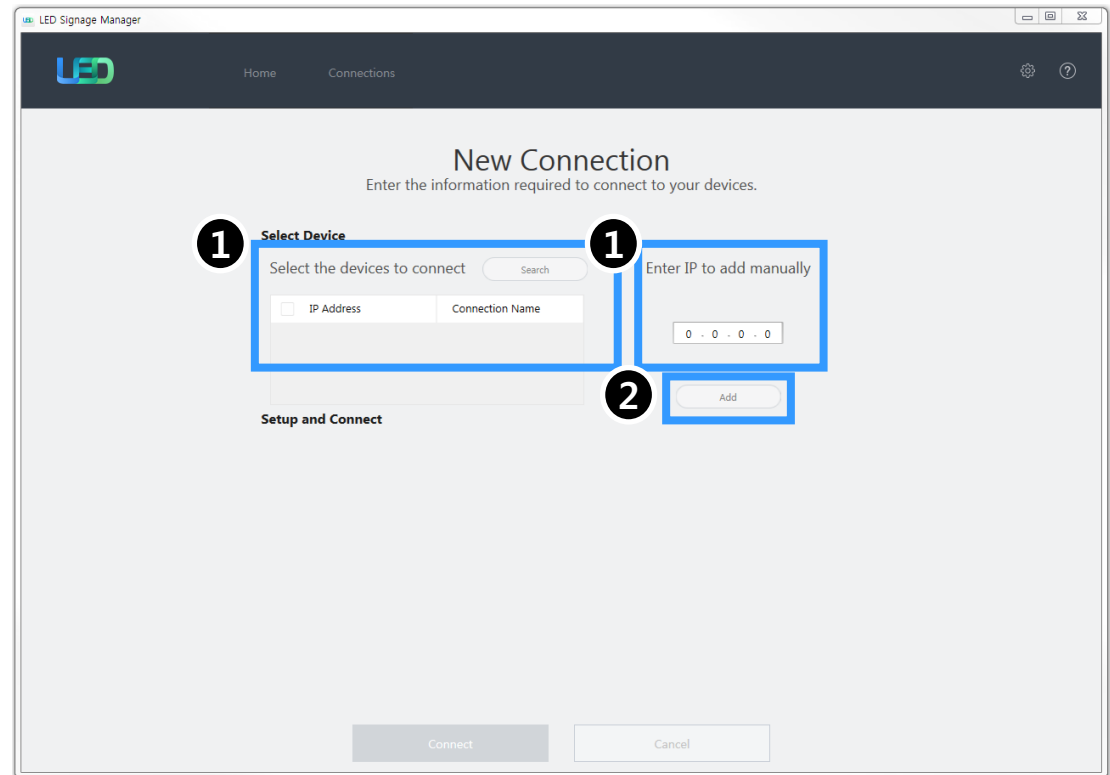 LED Signage Manager
LED
Home Connections
New Connection
Enter the information required to connect to your devices.
1 Select Device 1
Select the devices to connect Search Enter IP to add manually
IP Address Connection Name
0 . 0 . 0 . 0
2 Add
Setup and Connect
Connect Cancel